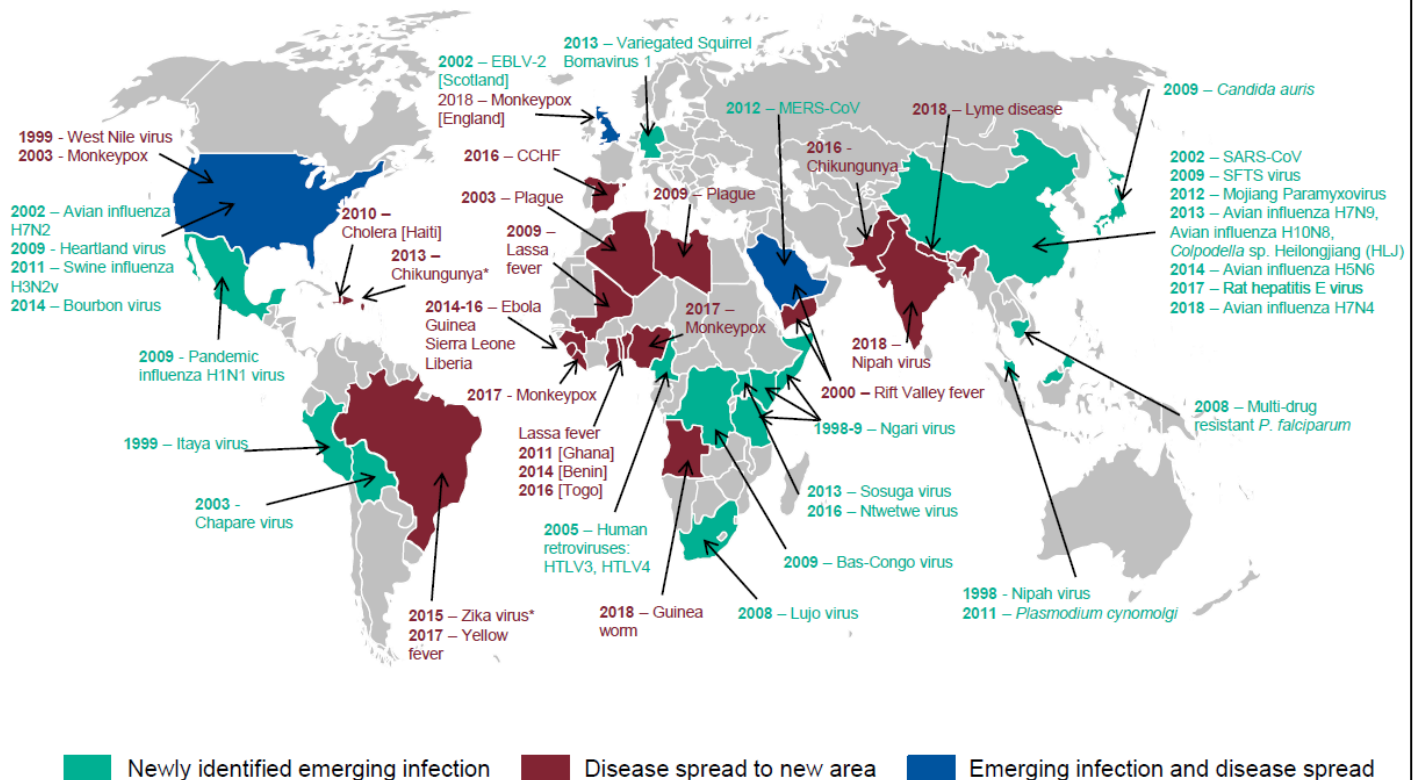 2013 – Variegated Squirrel
Bornavirus 1
2002 – EBLV-2
[Scotland]
2018 – Monkeypox
[England]
2012 – MERS-CoV
2018 – Lyme disease
2009 – Candida auris
1999 - West Nile virus
2003 - Monkeypox
2016 – CCHF
2016 -
Chikungunya
2002 – SARS-CoV
2009 – SFTS virus
2012 – Mojiang Paramyxovirus
2013 – Avian influenza H7N9,
Avian influenza H10N8,
Colpodella sp. Heilongjiang (HLJ)
2014 – Avian influenza H5N6
2017 – Rat hepatitis E virus
2018 – Avian influenza H7N4
2003 – Plague
2009 – Plague
2002 – Avian influenza
H7N2
2009 - Heartland virus
2011 – Swine influenza
H3N2v
2014 – Bourbon virus
2010 –
Cholera [Haiti]
2013 –
Chikungunya*
2009 –
Lassa
fever
2014-16 – Ebola
Guinea
Sierra Leone
Liberia
2017 –
Monkeypox
2018 –
Nipah virus
2009 - Pandemic
influenza H1N1 virus
2017 - Monkeypox
2000 – Rift Valley fever
2008 – Multi-drug
resistant P. falciparum
1999 – Itaya virus
Lassa fever
2011 [Ghana]
2014 [Benin]
2016 [Togo]
1998-9 – Ngari virus
2003 -
Chapare virus
2013 – Sosuga virus
2016 – Ntwetwe virus
2005 – Human
retroviruses:
HTLV3, HTLV4
2009 – Bas-Congo virus
1998 - Nipah virus
2011 – Plasmodium cynomolgi
2015 – Zika virus*
2017 – Yellow
fever
2018 – Guinea
worm
2008 – Lujo virus
Newly identified emerging infection
Disease spread to new area
Emerging infection and disease spread